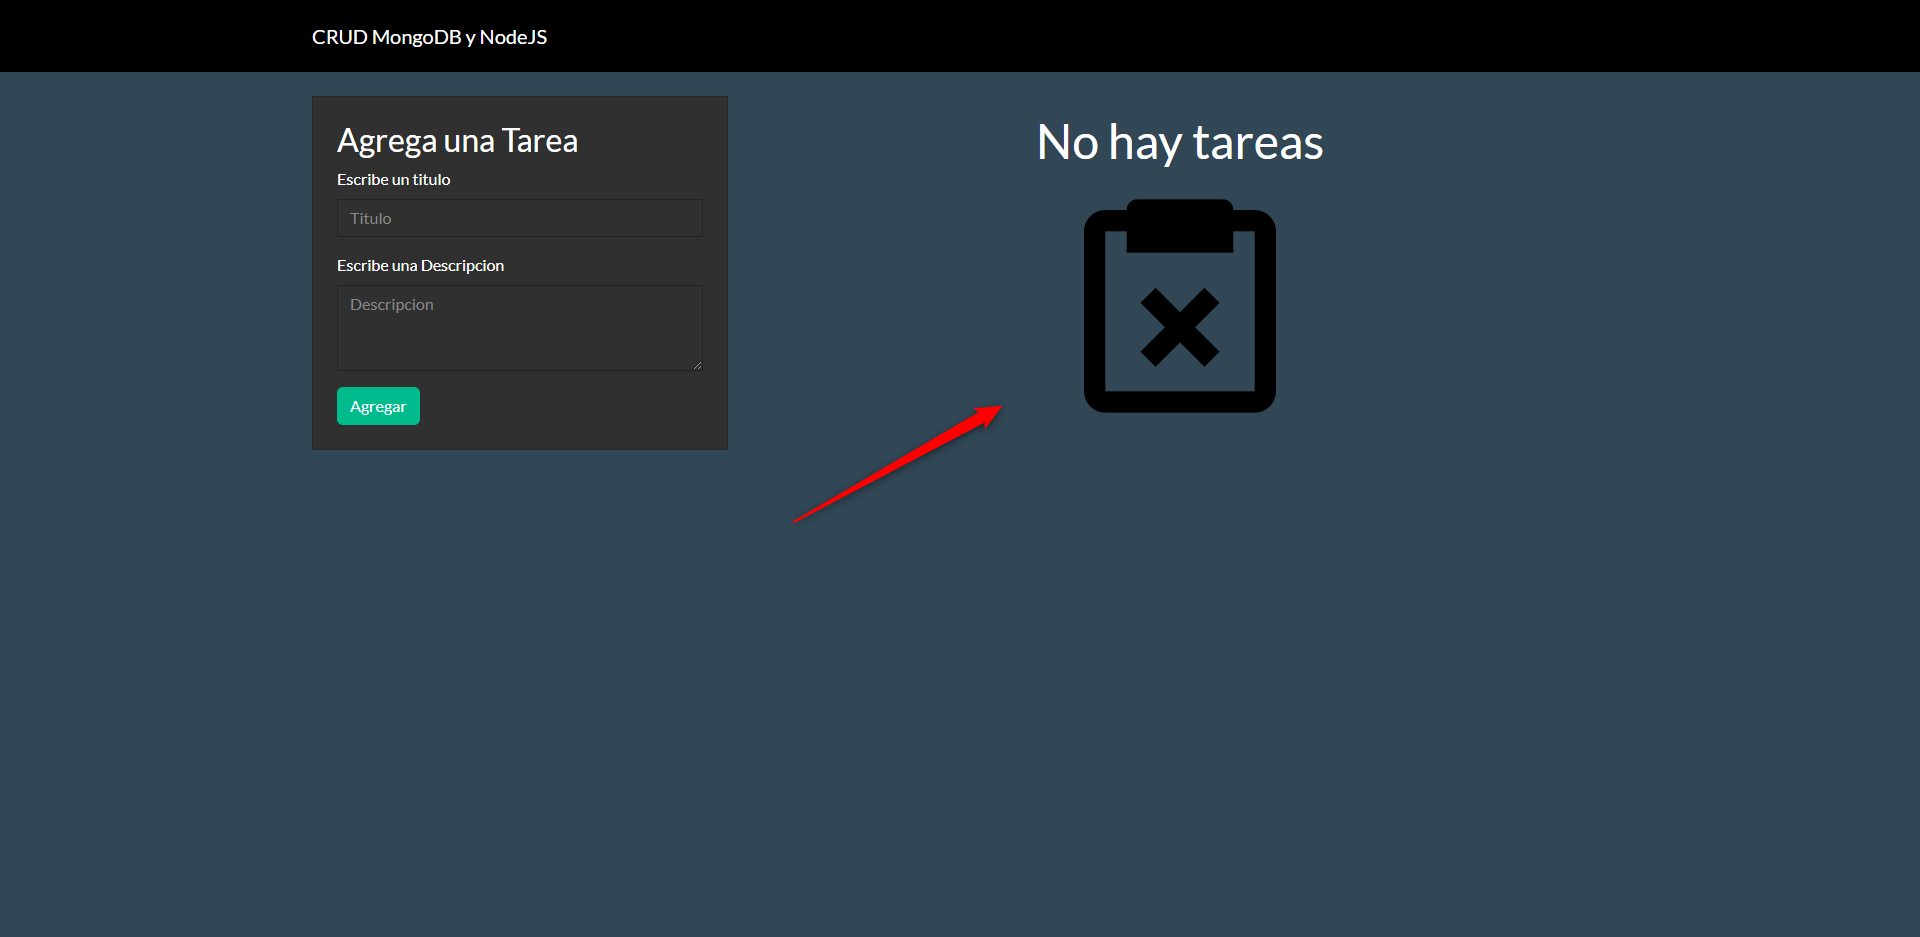 CRUD MongoDB y NodeJS
Agrega una Tarea
Escribe un titulo
Titulo
Escribe una Descripcion
Descripcion
Agregar
No hay tareas